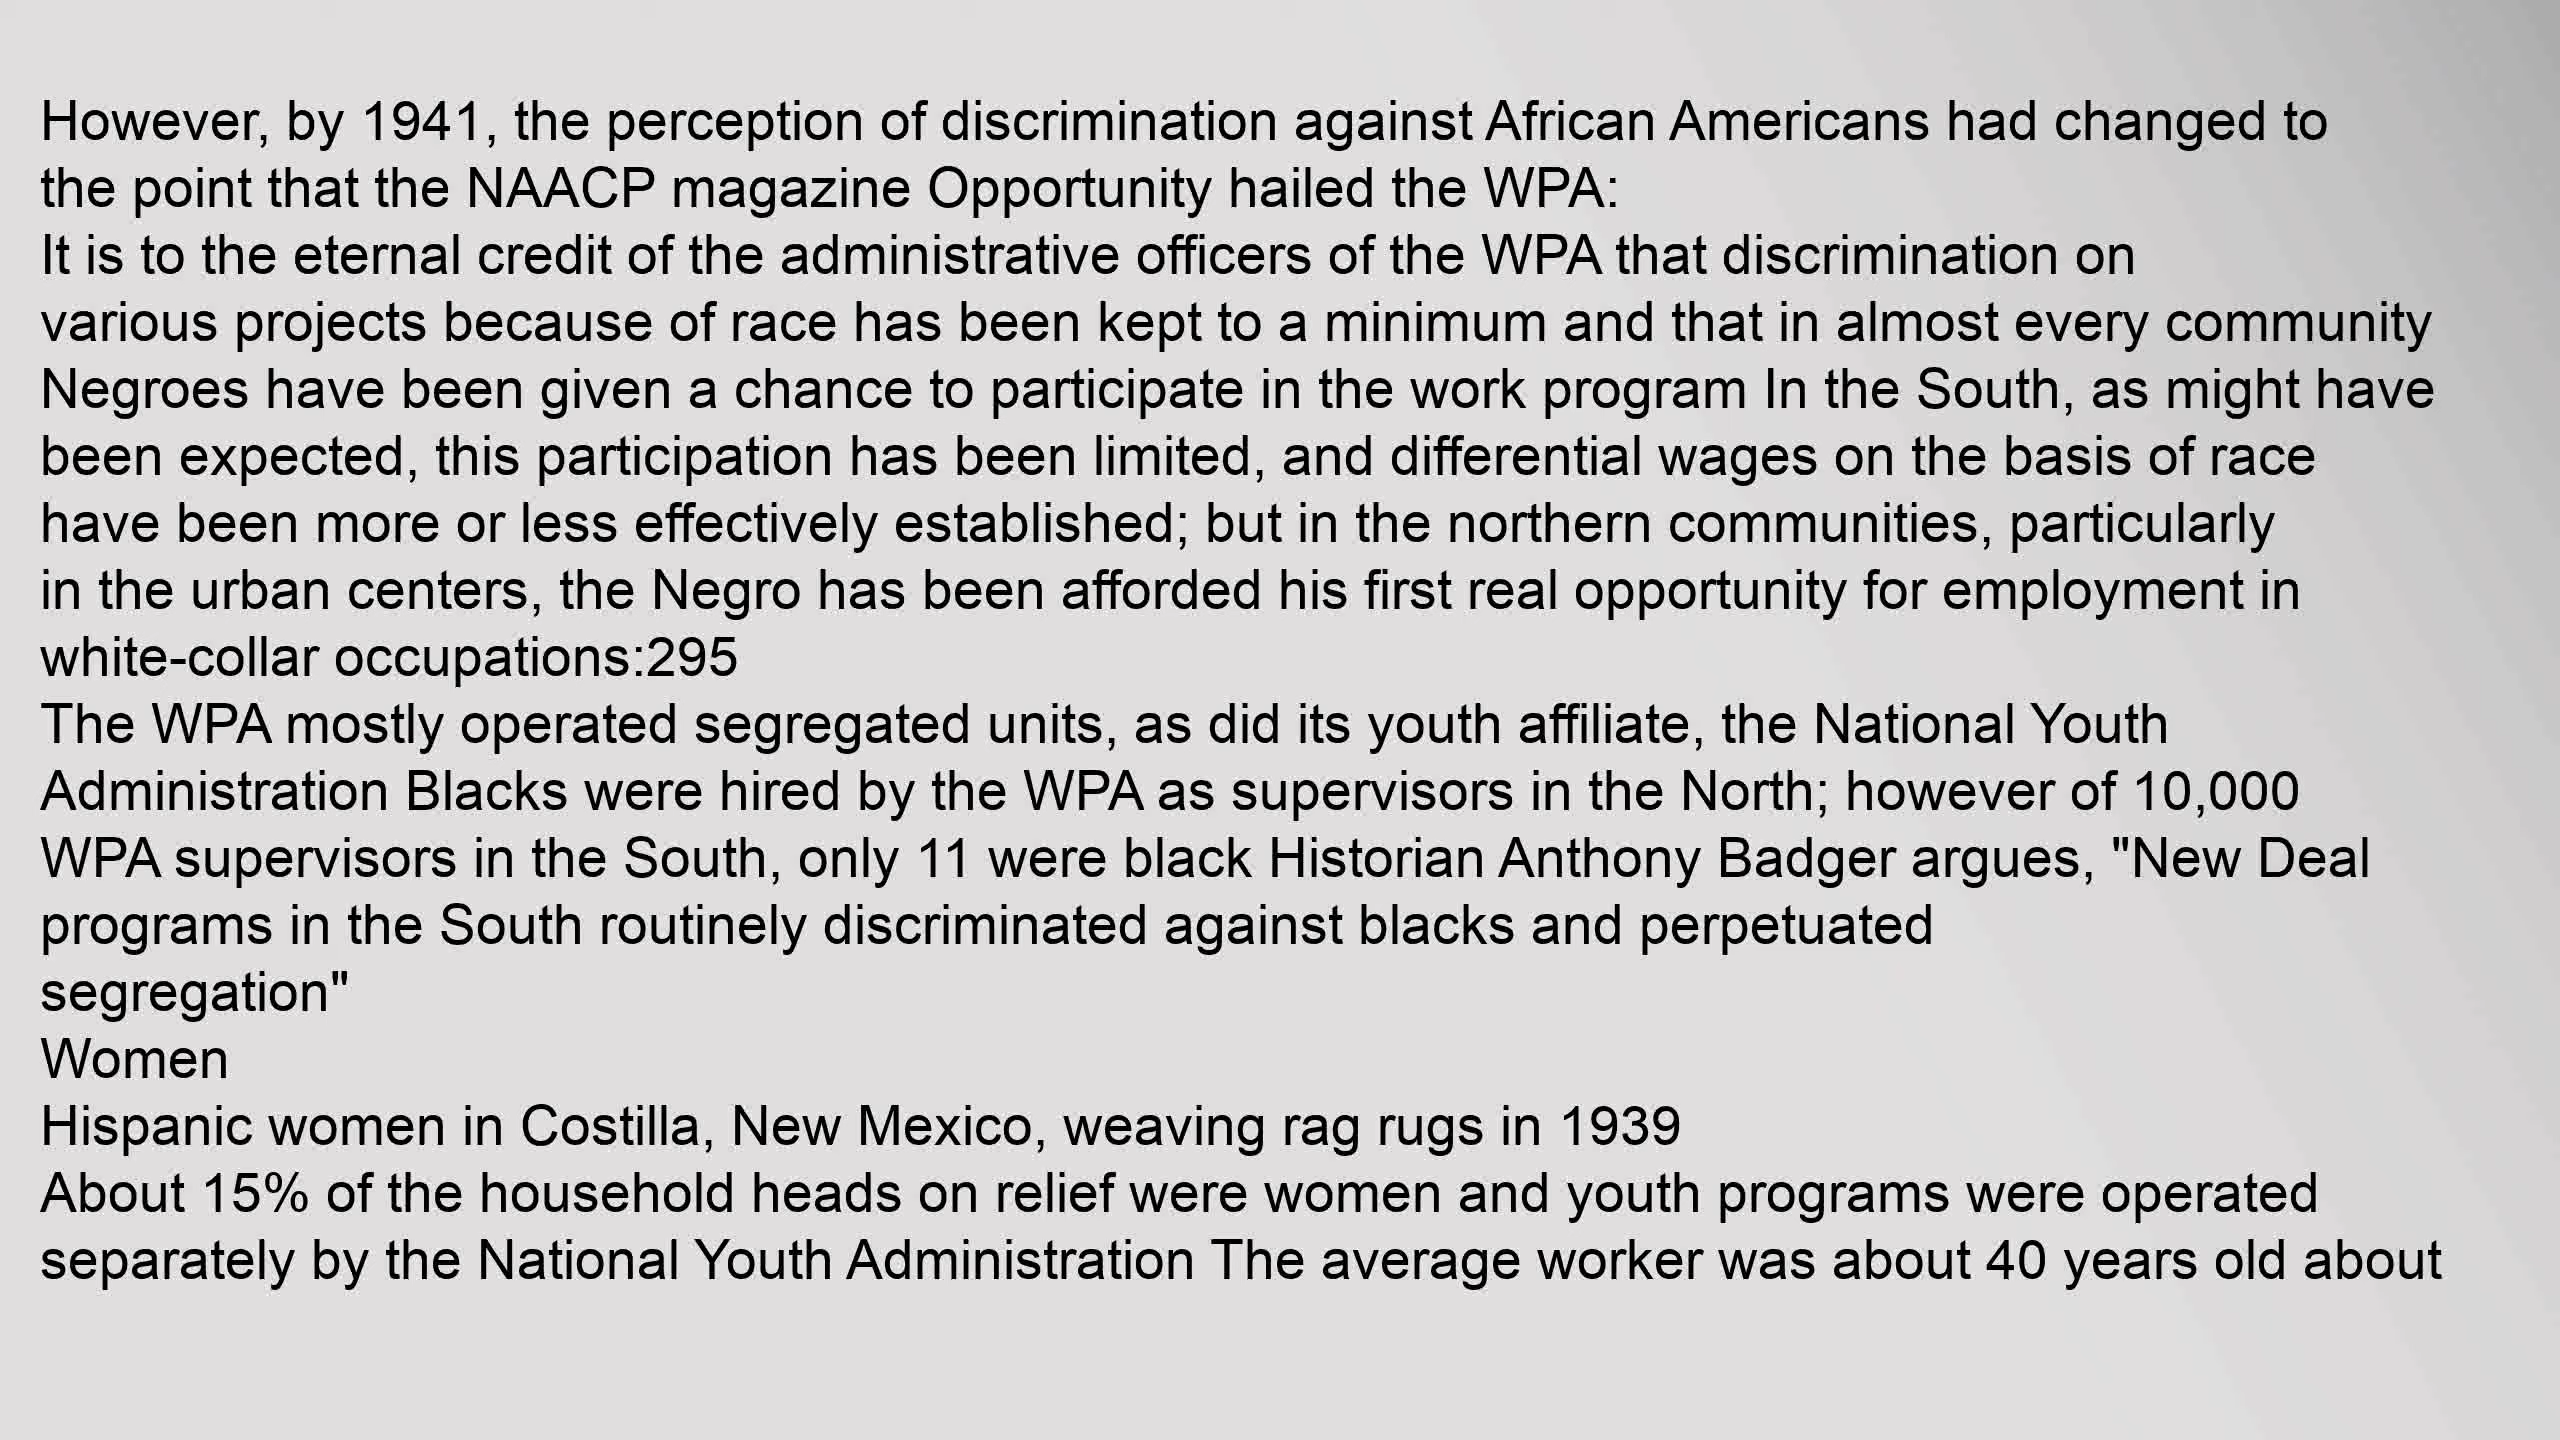 However, by 1941, the perception of discrimination against African Americans had changed to
the point that the NAACP magazine Opportunity hailed the WPA:
It is to the eternal credit of the administrative officers of the WPA that discrimination on
various projects because of race has been kept to a minimum and that in almost every community
Negroes have been given a chance to participate in the work program In the South, as might have
been expected, this participation has been limited, and differential wages on the basis of race
have been more or less effectively established; but in the northern communities, particularly
in the urban centers, the Negro has been afforded his first real opportunity for employment in
white-collar occupations:295
The WPA mostly operated segregated units, as did its youth affiliate, the National Youth
Administration Blacks were hired by the WPA as supervisors in the North; however of 10,000
WPA supervisors in the South, only 11 were black Historian Anthony Badger argues, "New Deal
programs in the South routinely discriminated against blacks and perpetuated
segregation"
Women
Hispanic women in Costilla, New Mexico, weaving rag rugs in 1939
About 15% of the household heads on relief were women and youth programs were operated
separately by the National Youth Administration The average worker was about 40 years old about